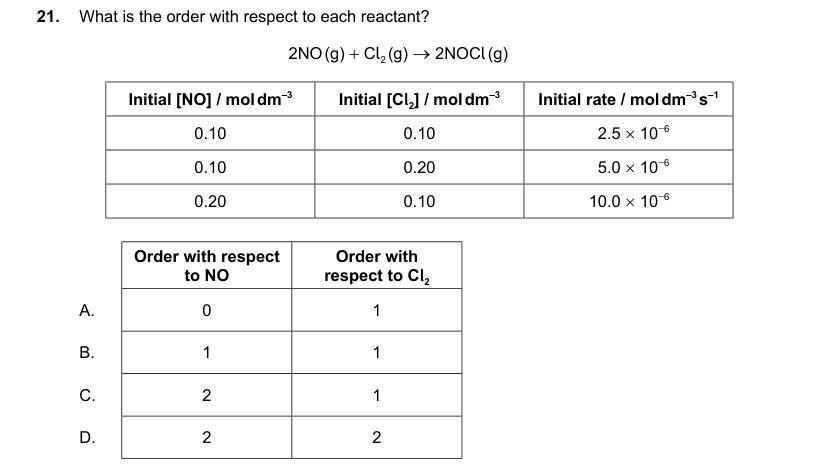 21. What is the order with respect to each reactant?
2NO (g) + Cl₂ (g) → 2NOCl (g)
Initial [NO] / mol dm⁻³ Initial [Cl₂] / mol dm⁻³ Initial rate / mol dm⁻³ s⁻¹
0.10 0.10 2.5 × 10⁻⁶
0.10 0.20 5.0 × 10⁻⁶
0.20 0.10 10.0 × 10⁻⁶
Order with respect Order with
to NO respect to Cl₂
A. 0 1
B. 1 1
C. 2 1
D. 2 2